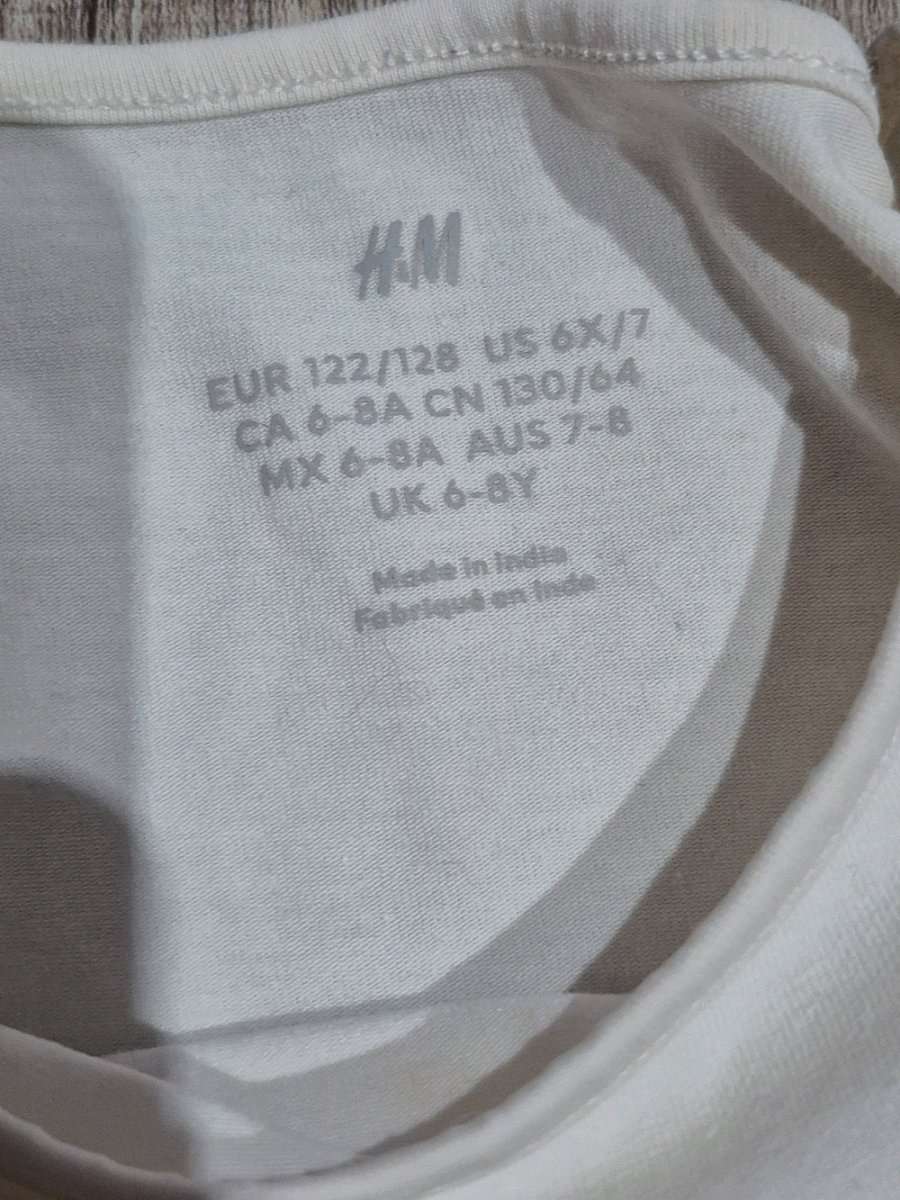 H&M
EUR 122/128 US 6X/7
CA 6-8A CN 130/64
MX 6-8A AUS 7-8
UK 6-8Y
Made in India
Fabriqué en Inde